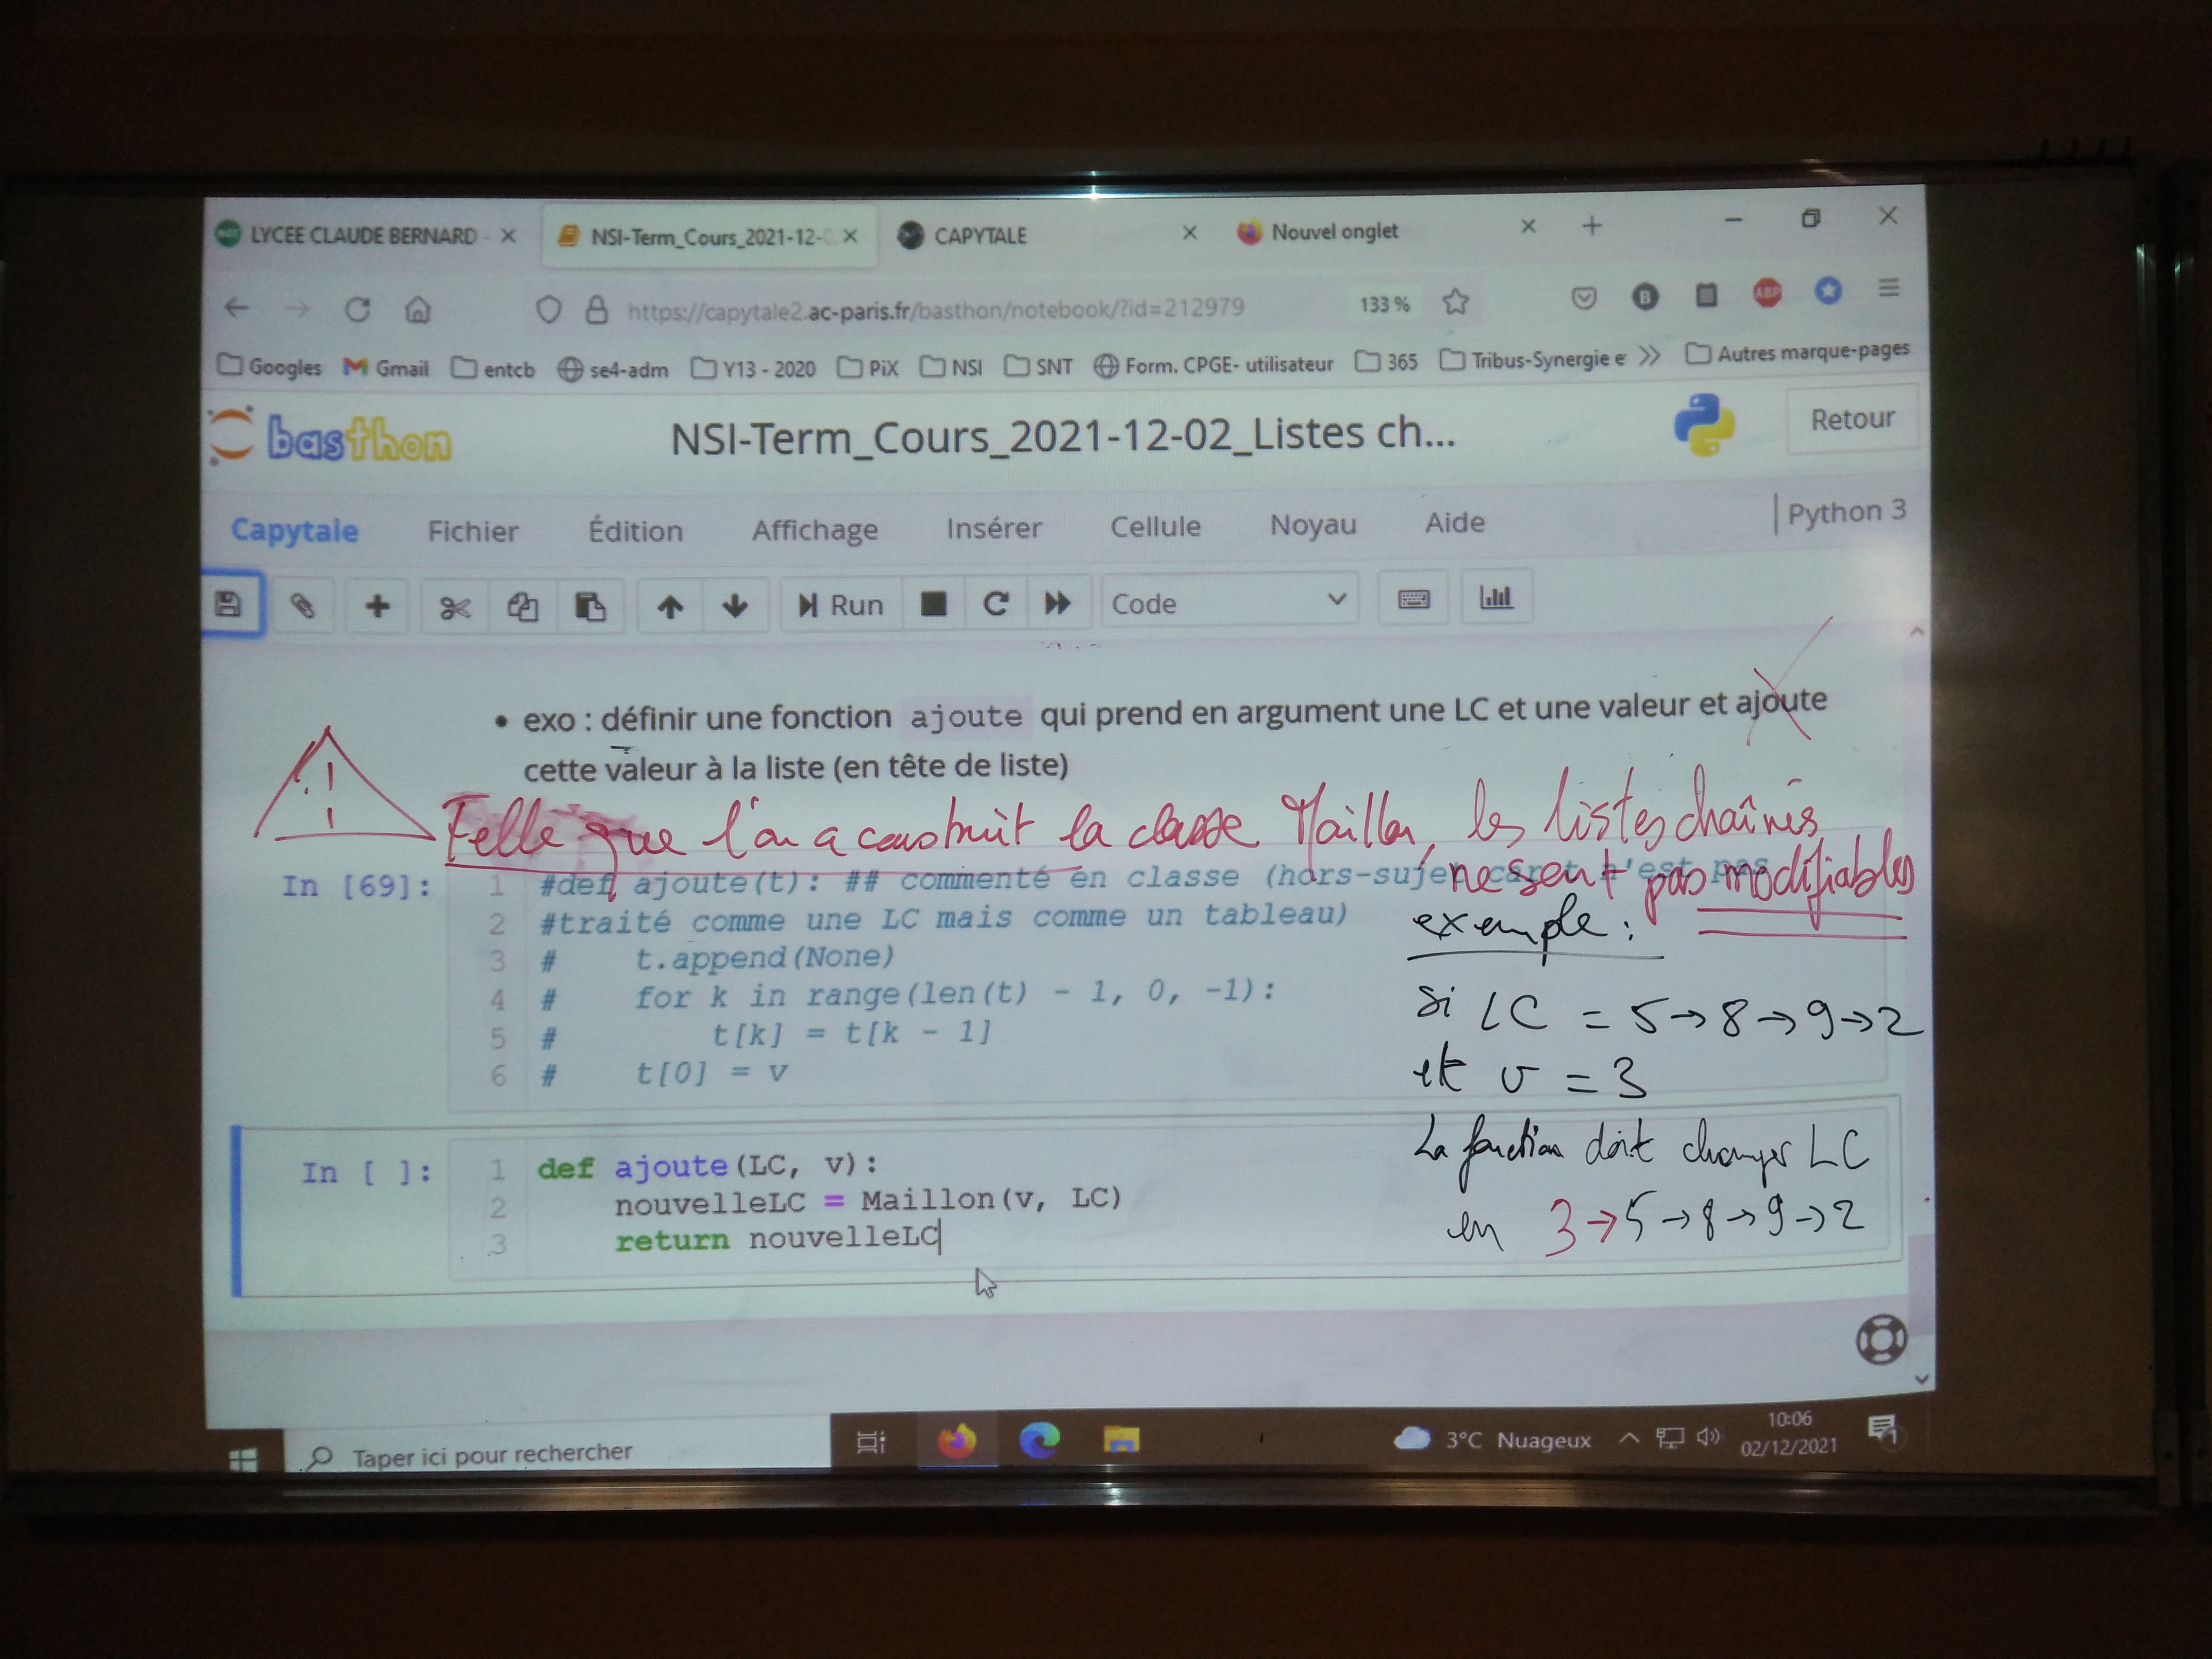 LYCEE CLAUDE BERNARD -
NSI-Term_Cours_2021-12-0
CAPYTALE
Nouvel onglet
https://capytale2.ac-paris.fr/basthon/notebook/?id=212979
133 %
B
ABP
Googles
Gmail
entcb
se4-adm
Y13 - 2020
PiX
NSI
SNT
Form. CPGE- utilisateur
365
Tribus-Synergie e
Autres marque-pages
basthon
NSI-Term_Cours_2021-12-02_Listes ch...
Retour
Capytale
Fichier
Édition
Affichage
Insérer
Cellule
Noyau
Aide
Python 3
Run
Code
• exo : définir une fonction ajoute qui prend en argument une LC et une valeur et ajoute
cette valeur à la liste (en tête de liste)
Telle que l'on a construit la classe Maillon, les listes chaînés
ne sont pas modifiables
In [69]:
1 #def ajoute(t): ## commenté en classe (hors-sujet car t n'est pas
2 #traité comme une LC mais comme un tableau)
3 # t.append(None)
4 # for k in range(len(t) - 1, 0, -1):
5 # t[k] = t[k - 1]
6 # t[0] = v
exemple :
si LC = 5→8→9→2
et v = 3
La fonction doit changer LC
en 3→5→8→9→2
In [ ]:
1 def ajoute(LC, v):
2 nouvelleLC = Maillon(v, LC)
3 return nouvelleLC
Taper ici pour rechercher
3°C Nuageux
10:06
02/12/2021
1